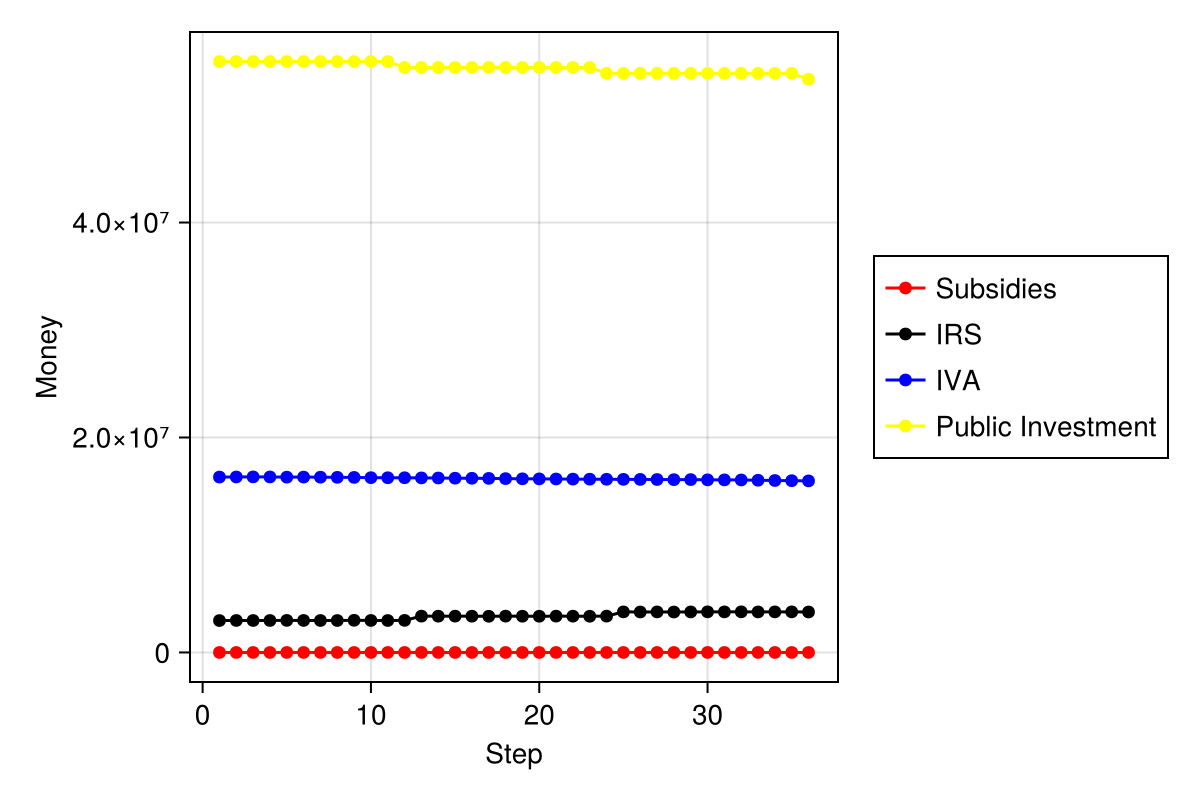 4.0×10⁷
2.0×10⁷
0
Money
0
10
20
30
Step
Subsidies
IRS
IVA
Public Investment